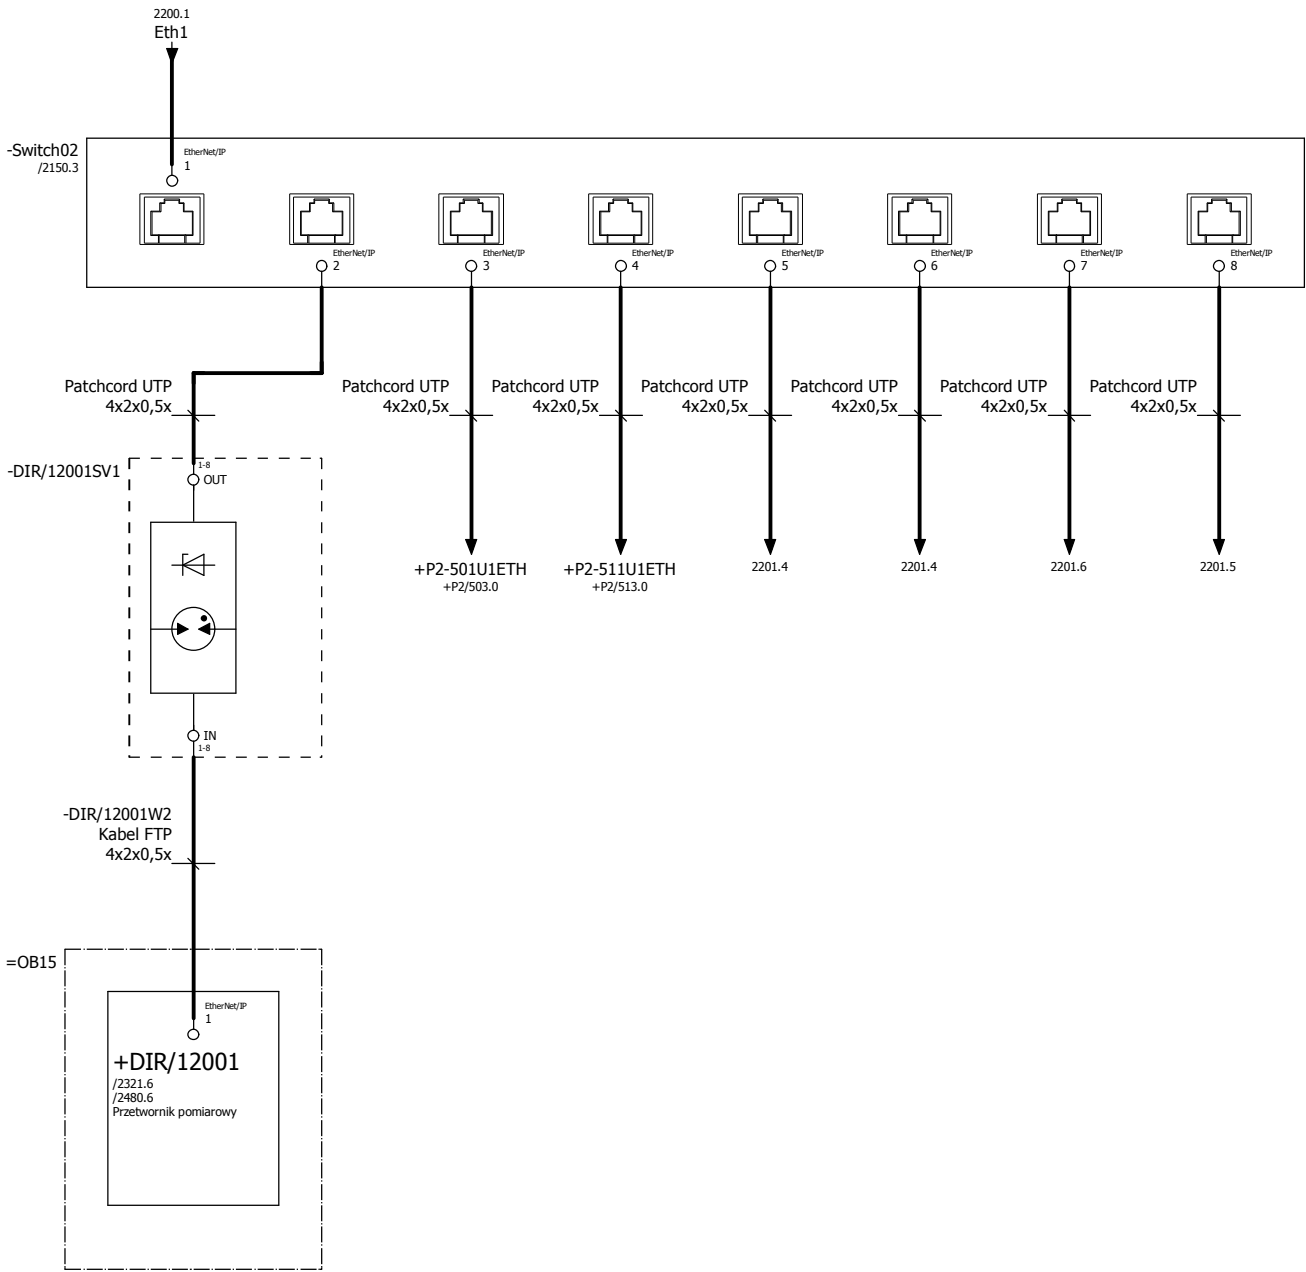 2200.1
Eth1
-Switch02
/2150.3
EtherNet/IP
1
EtherNet/IP
2
EtherNet/IP
3
EtherNet/IP
4
EtherNet/IP
5
EtherNet/IP
6
EtherNet/IP
7
EtherNet/IP
8
Patchcord UTP
4x2x0,5x
Patchcord UTP
4x2x0,5x
Patchcord UTP
4x2x0,5x
Patchcord UTP
4x2x0,5x
Patchcord UTP
4x2x0,5x
Patchcord UTP
4x2x0,5x
Patchcord UTP
4x2x0,5x
-DIR/12001SV1
1-8
OUT
+P2-501U1ETH
+P2/503.0
+P2-511U1ETH
+P2/513.0
2201.4
2201.4
2201.6
2201.5
IN
1-8
-DIR/12001W2
Kabel FTP
4x2x0,5x
=OB15
EtherNet/IP
1
+DIR/12001
/2321.6
/2480.6
Przetwornik pomiarowy